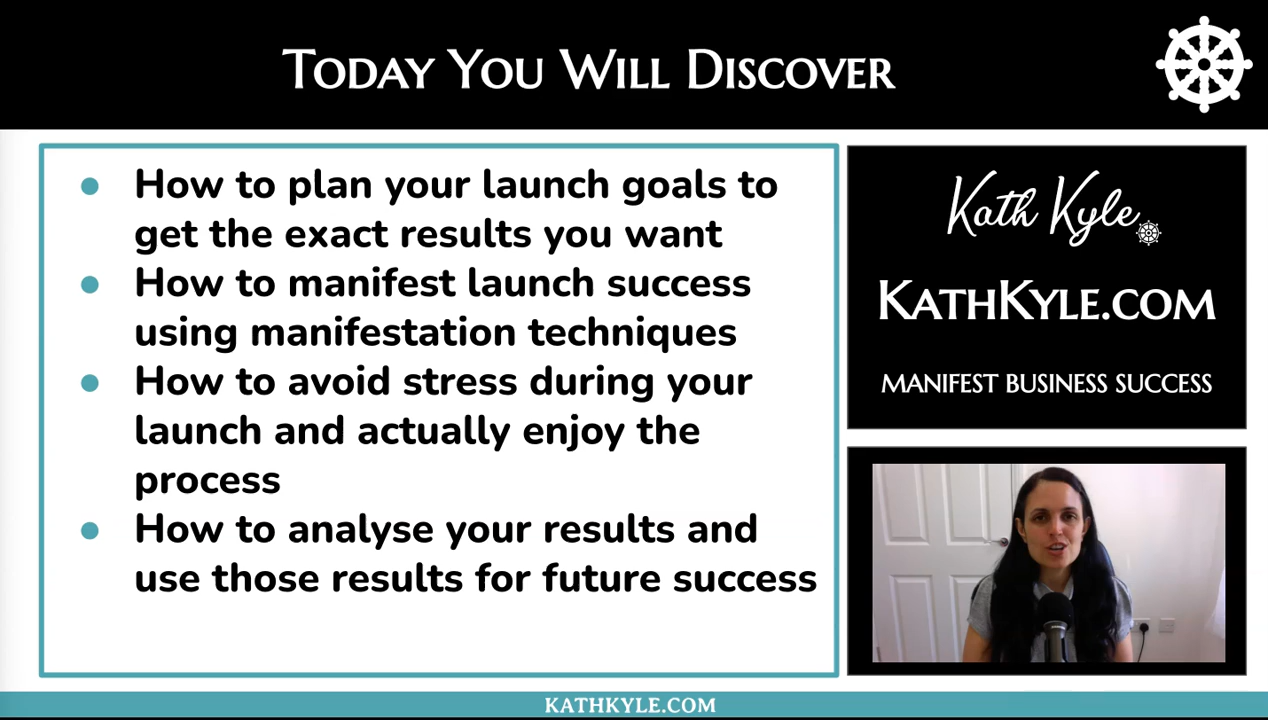 Today You Will Discover
How to plan your launch goals to
get the exact results you want
How to manifest launch success
using manifestation techniques
How to avoid stress during your
launch and actually enjoy the
process
How to analyse your results and
use those results for future success
Kath Kyle
KathKyle.com
MANIFEST BUSINESS SUCCESS
KATHKYLE.COM